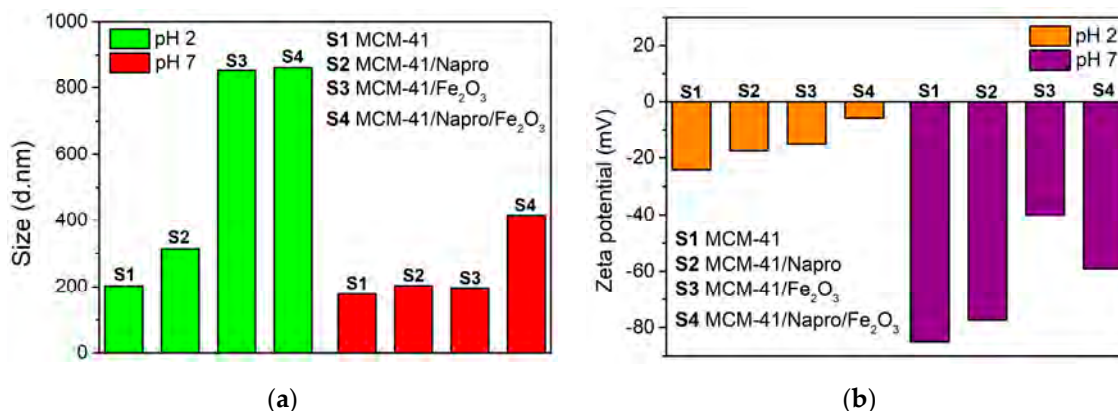 1000
800
600
400
200
0
Size (d.nm)
pH 2
pH 7
S1 MCM-41
S2 MCM-41/Napro
S3 MCM-41/Fe₂O₃
S4 MCM-41/Napro/Fe₂O₃
S1
S2
S3
S4
S1
S2
S3
S4
(a)
20
0
-20
-40
-60
-80
Zeta potential (mV)
pH 2
pH 7
S1
S2
S3
S4
S1
S2
S3
S4
S1 MCM-41
S2 MCM-41/Napro
S3 MCM-41/Fe₂O₃
S4 MCM-41/Napro/Fe₂O₃
(b)